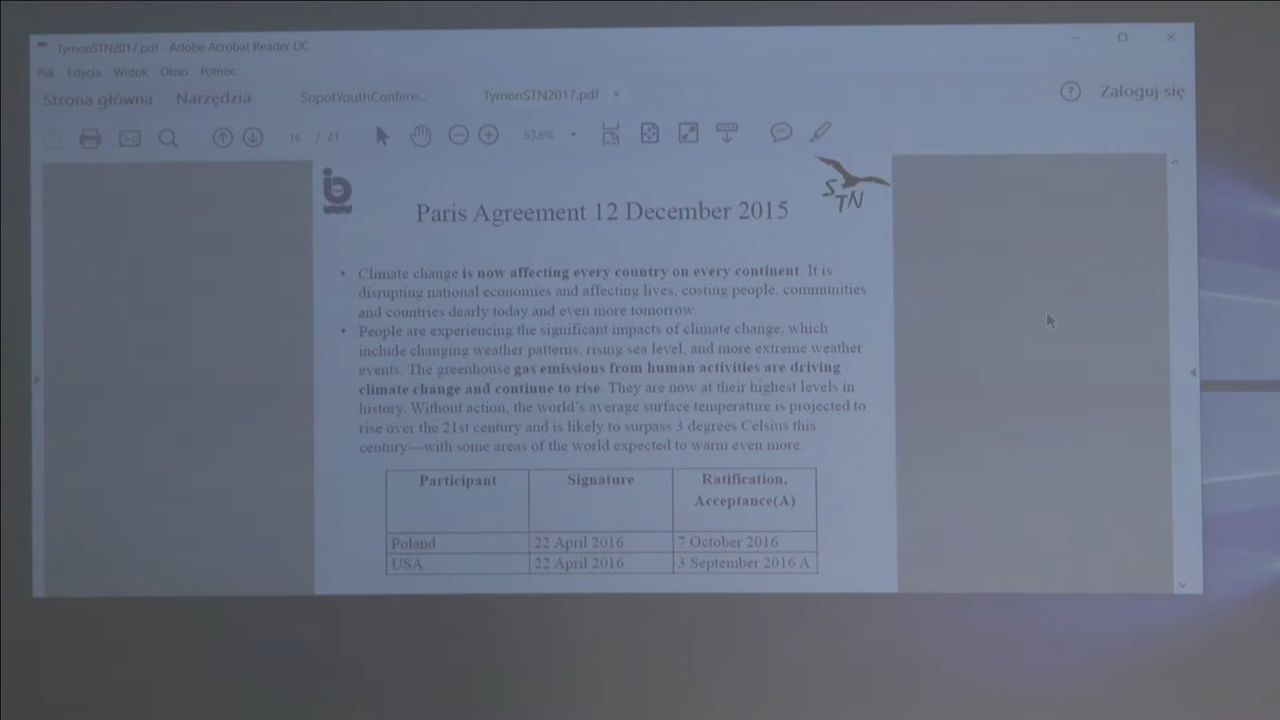 TymonSTN2017.pdf - Adobe Acrobat Reader DC
Plik Edycja Widok Okno Pomoc
Strona główna Narzędzia SopotYouthConfere... TymonSTN2017.pdf × Zaloguj się
16 / 21 53,6%
STN
Paris Agreement 12 December 2015
• Climate change is now affecting every country on every continent. It is
disrupting national economies and affecting lives, costing people, communities
and countries dearly today and even more tomorrow.
• People are experiencing the significant impacts of climate change, which
include changing weather patterns, rising sea level, and more extreme weather
events. The greenhouse gas emissions from human activities are driving
climate change and continue to rise. They are now at their highest levels in
history. Without action, the world's average surface temperature is projected to
rise over the 21st century and is likely to surpass 3 degrees Celsius this
century—with some areas of the world expected to warm even more.
Participant Signature Ratification,
Acceptance(A)
Poland 22 April 2016 7 October 2016
USA 22 April 2016 3 September 2016 A